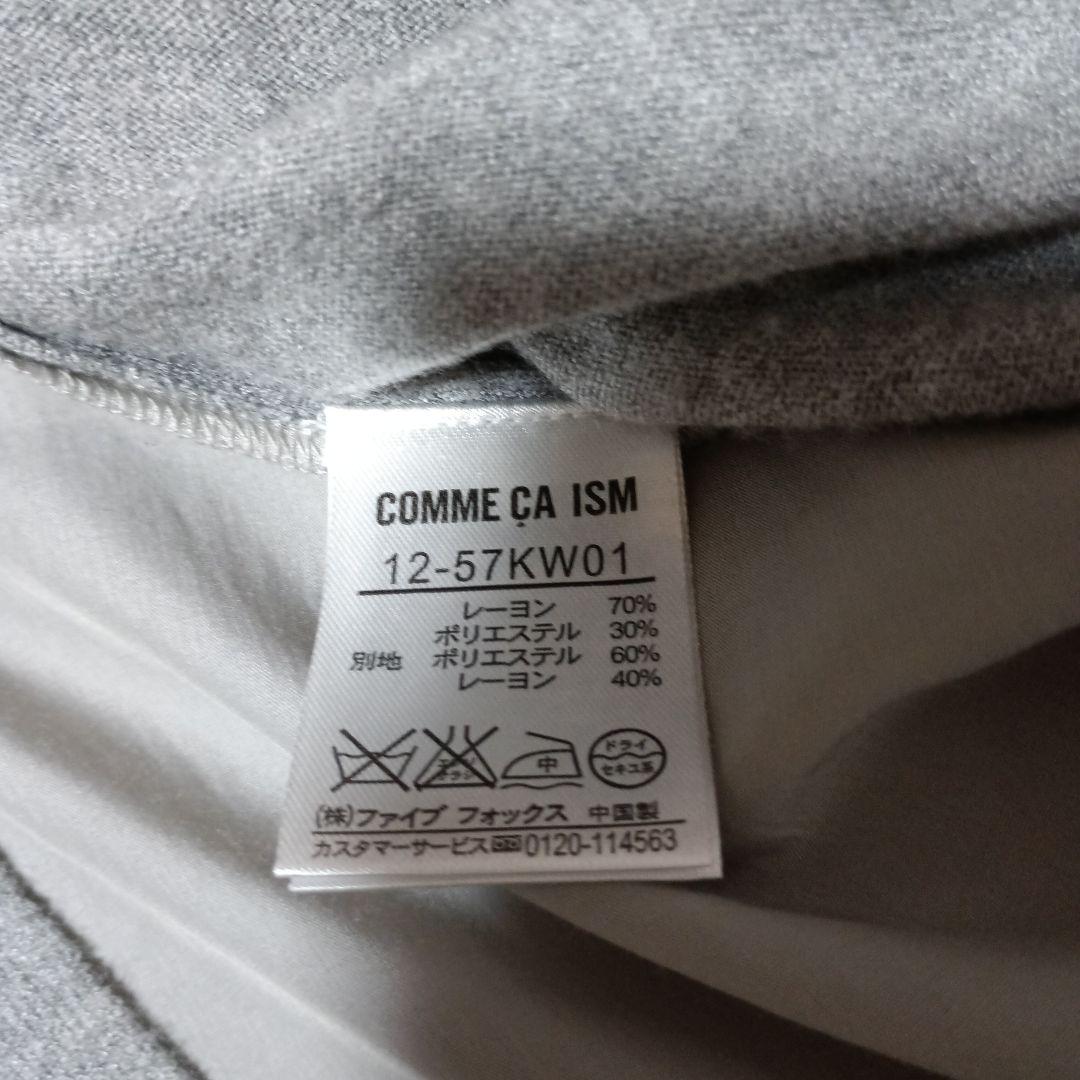 COMME ÇA ISM
12-57KW01
レーヨン 70%
ポリエステル 30%
別地 ポリエステル 60%
レーヨン 40%
中 ドライ
セキユ系
(株)ファイブ フォックス 中国製
カスタマーサービス 0120-114563